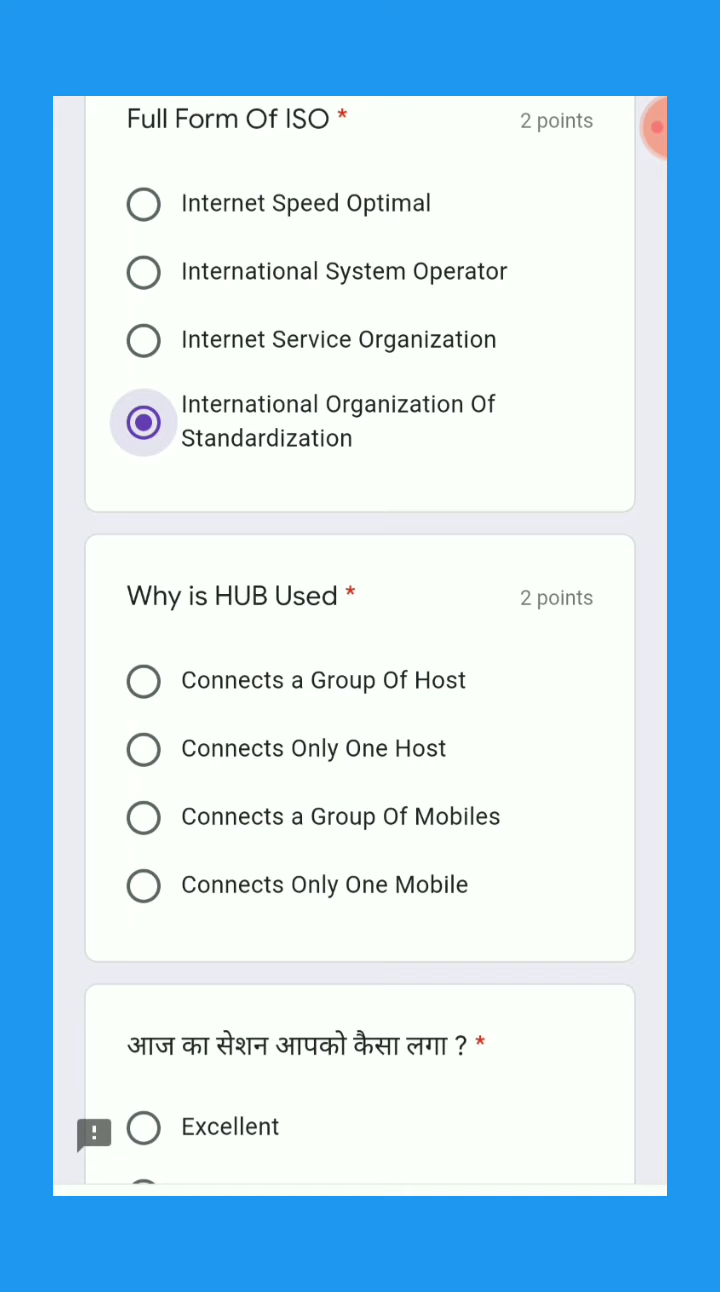 Full Form Of ISO *
2 points
Internet Speed Optimal
International System Operator
Internet Service Organization
International Organization Of
Standardization
Why is HUB Used *
2 points
Connects a Group Of Host
Connects Only One Host
Connects a Group Of Mobiles
Connects Only One Mobile
आज का सेशन आपको कैसा लगा ? *
Excellent